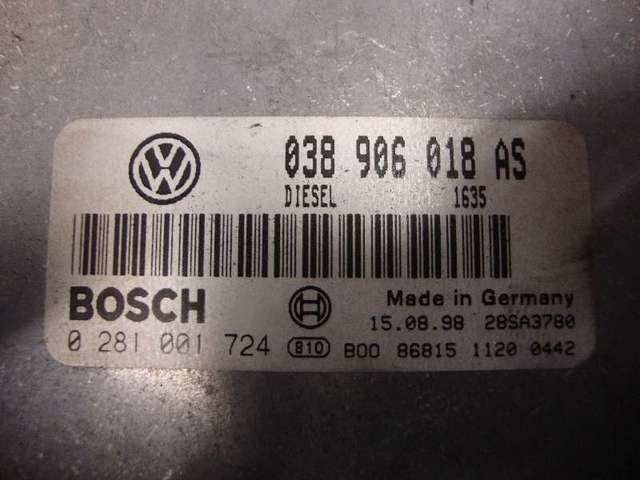 VW 038 906 018 AS
DIESEL 1635
BOSCH Made in Germany
15.08.98 28SA3780
0 281 001 724 810 B00 86815 1120 0442